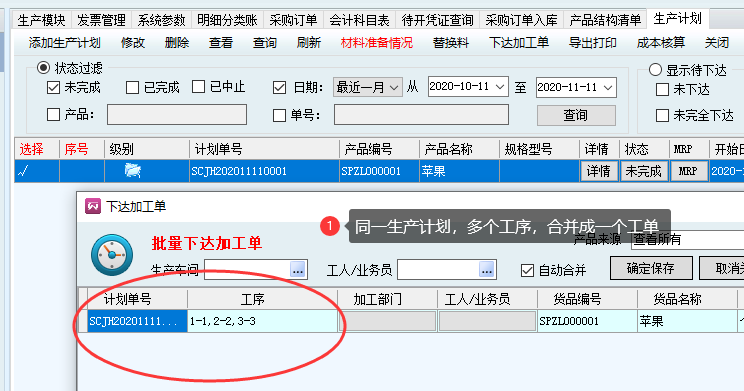 生产模块 发票管理 系统参数 明细分类账 采购订单 会计科目表 待开凭证查询 采购订单入库 产品结构清单 生产计划
添加生产计划 修改 删除 查看 查询 刷新 材料准备情况 替换料 下达加工单 导出打印 成本核算 关闭
状态过滤 显示待下达
未完成 已完成 已中止 日期: 最近一月 从 2020-10-11 至 2020-11-11 未下达
产品: 单号: 查询 未完全下达
选择 序号 级别 计划单号 产品编号 产品名称 规格型号 详情 状态 MRP 开始日
SCJH202011110001 SPZL000001 苹果 详情 未完成 MRP 2020-1
下达加工单
1 同一生产计划，多个工序，合并成一个工单
批量下达加工单 产品来源 查看所有
生产车间 ... 工人/业务员 ... 自动合并 确定保存 取消关
计划单号 工序 加工部门 工人/业务员 货品编号 货品名称
SCJH20201111... 1-1,2-2,3-3 SPZL000001 苹果